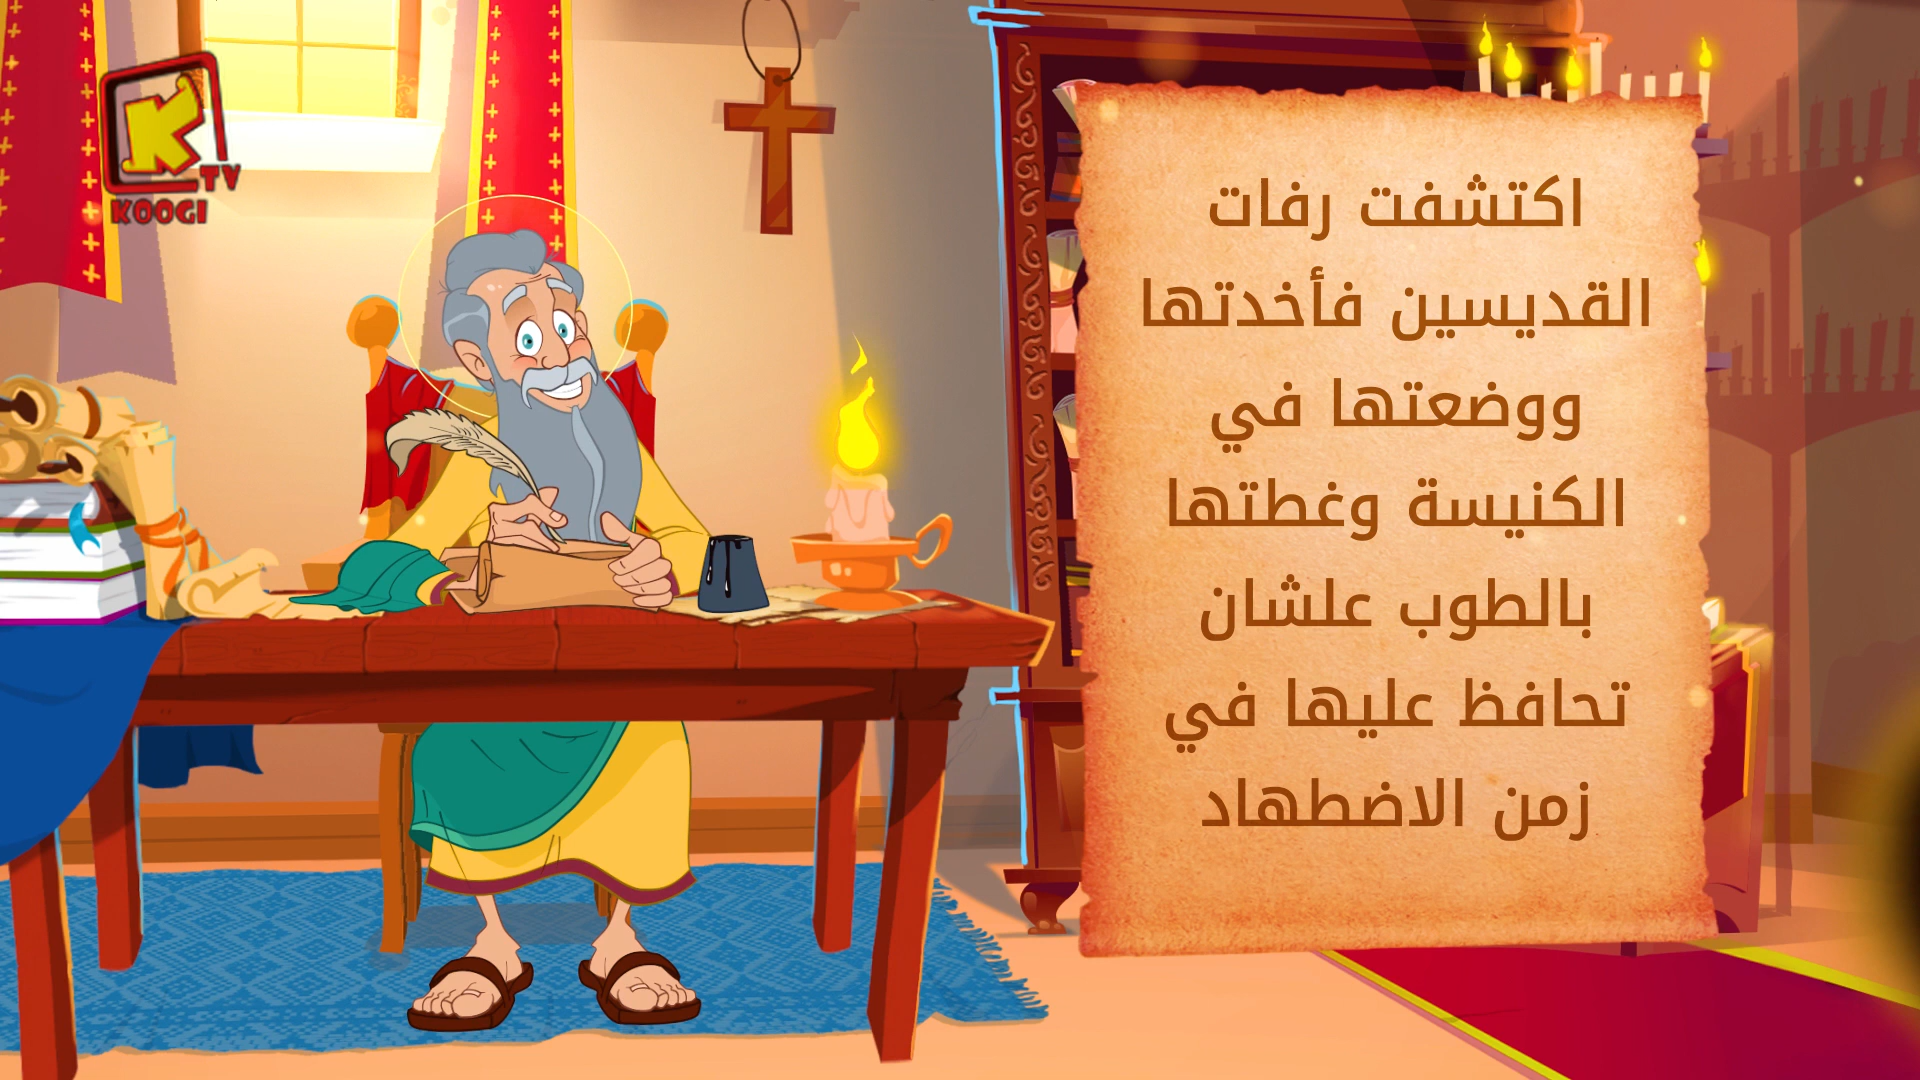 K
TV
KOOGI
اكتشفت رفات
القديسين فأخدتها
ووضعتها في
الكنيسة وغطتها
بالطوب علشان
تحافظ عليها في
زمن الاضطهاد